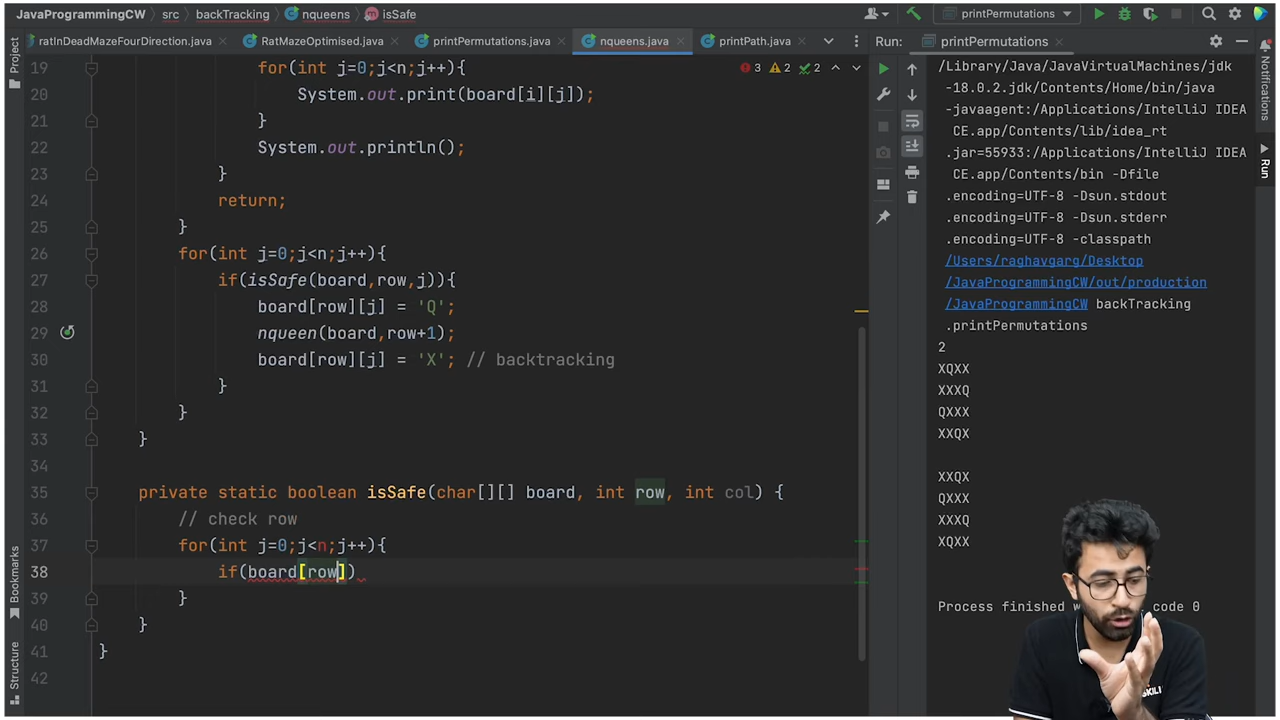 JavaProgrammingCW > src > backTracking > nqueens > isSafe
printPermutations
ratInDeadMazeFourDirection.java
RatMazeOptimised.java
printPermutations.java
nqueens.java
printPath.java
Run: printPermutations
Project
Bookmarks
Structure
Notifications
Run
3 2 2
19 for(int j=0;j<n;j++){
20 System.out.print(board[i][j]);
21 }
22 System.out.println();
23 }
24 return;
25 }
26 for(int j=0;j<n;j++){
27 if(isSafe(board,row,j)){
28 board[row][j] = 'Q';
29 nqueen(board,row+1);
30 board[row][j] = 'X'; // backtracking
31 }
32 }
33 }
34
35 private static boolean isSafe(char[][] board, int row, int col) {
36 // check row
37 for(int j=0;j<n;j++){
38 if(board[row])
39 }
40 }
41 }
42
/Library/Java/JavaVirtualMachines/jdk
-18.0.2.jdk/Contents/Home/bin/java
-javaagent:/Applications/IntelliJ IDEA
CE.app/Contents/lib/idea_rt
.jar=55933:/Applications/IntelliJ IDEA
CE.app/Contents/bin -Dfile
.encoding=UTF-8 -Dsun.stdout
.encoding=UTF-8 -Dsun.stderr
.encoding=UTF-8 -classpath
/Users/raghavgarg/Desktop
/JavaProgrammingCW/out/production
/JavaProgrammingCW backTracking
.printPermutations
2
XQXX
XXXQ
QXXX
XXQX
XXQX
QXXX
XXXQ
XQXX
Process finished code 0